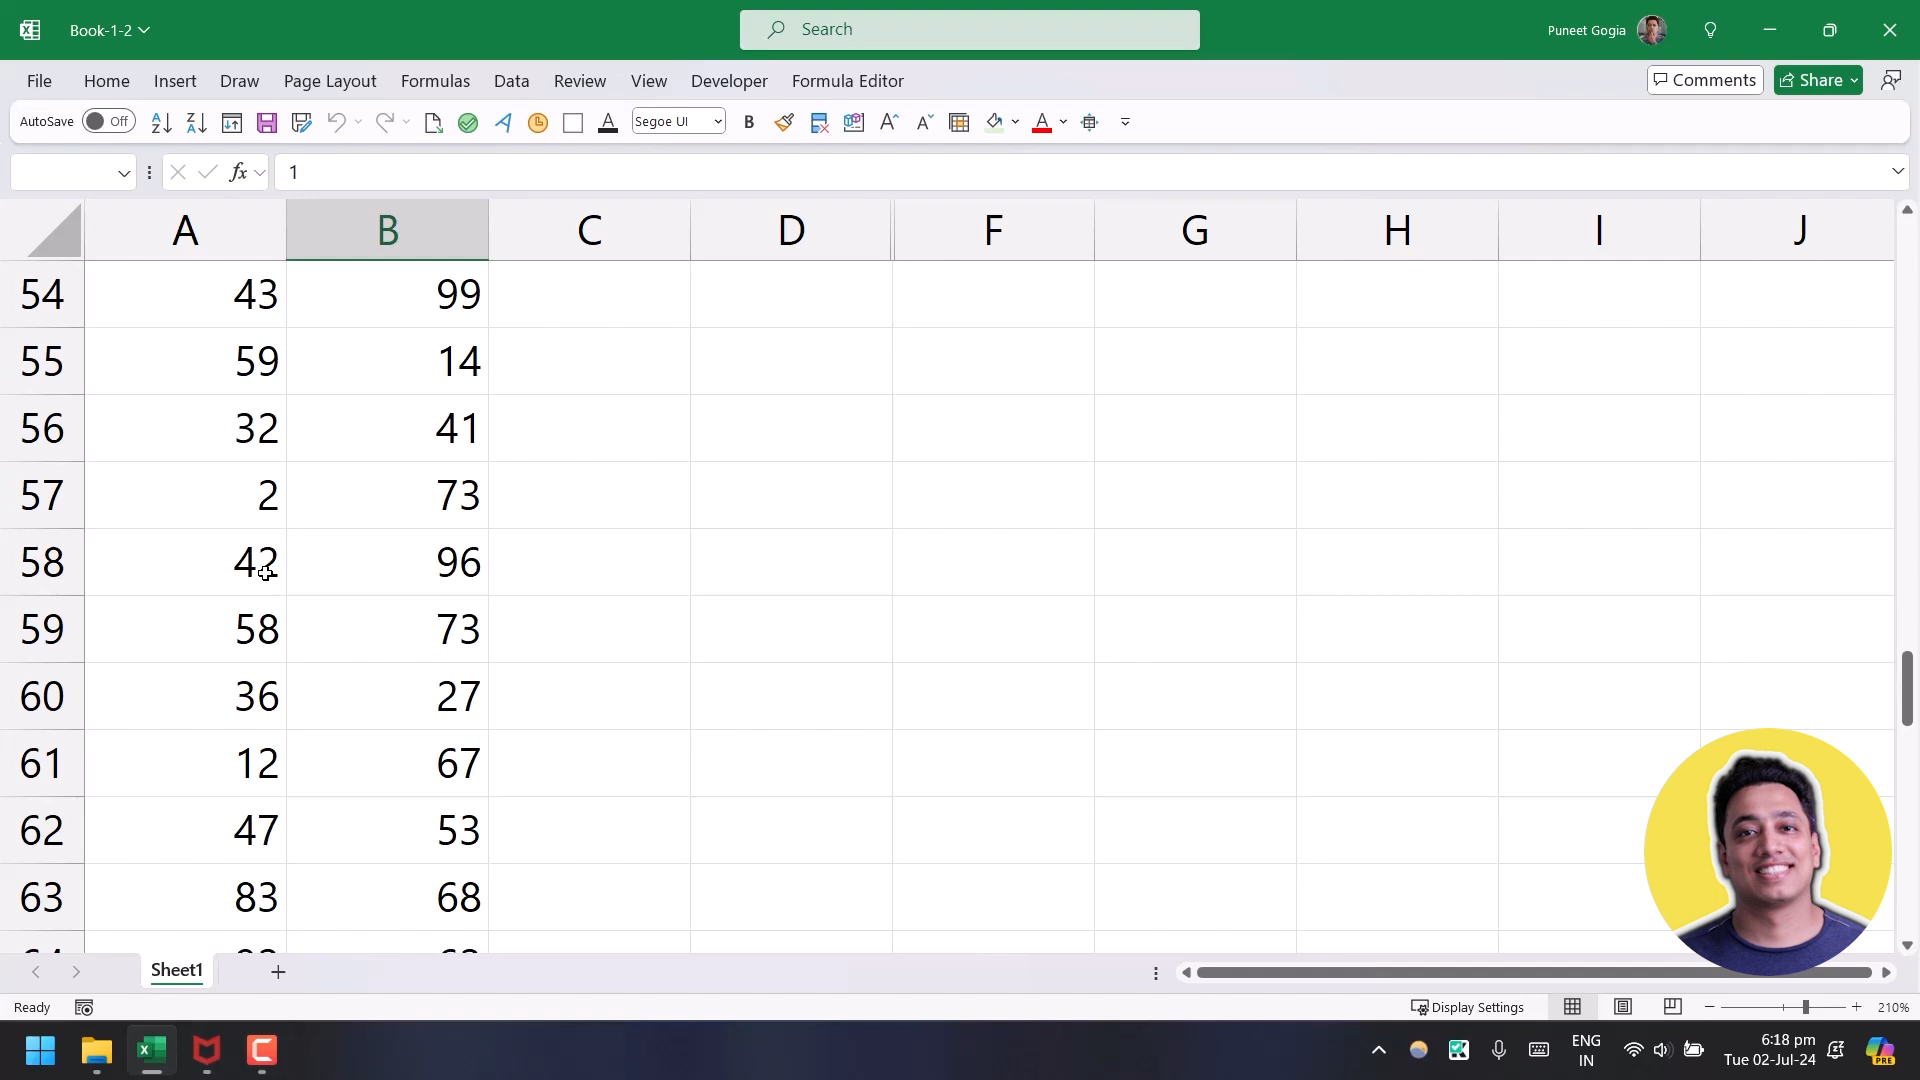 Book-1-2
Search
Puneet Gogia
File Home Insert Draw Page Layout Formulas Data Review View Developer Formula Editor
Comments
Share
AutoSave Off
Segoe UI
B
fx
1
A B C D F G H I J
54 43 99
55 59 14
56 32 41
57 2 73
58 42 96
59 58 73
60 36 27
61 12 67
62 47 53
63 83 68
Sheet1
Ready
Display Settings
210%
ENG
IN
6:18 pm
Tue 02-Jul-24
PRE